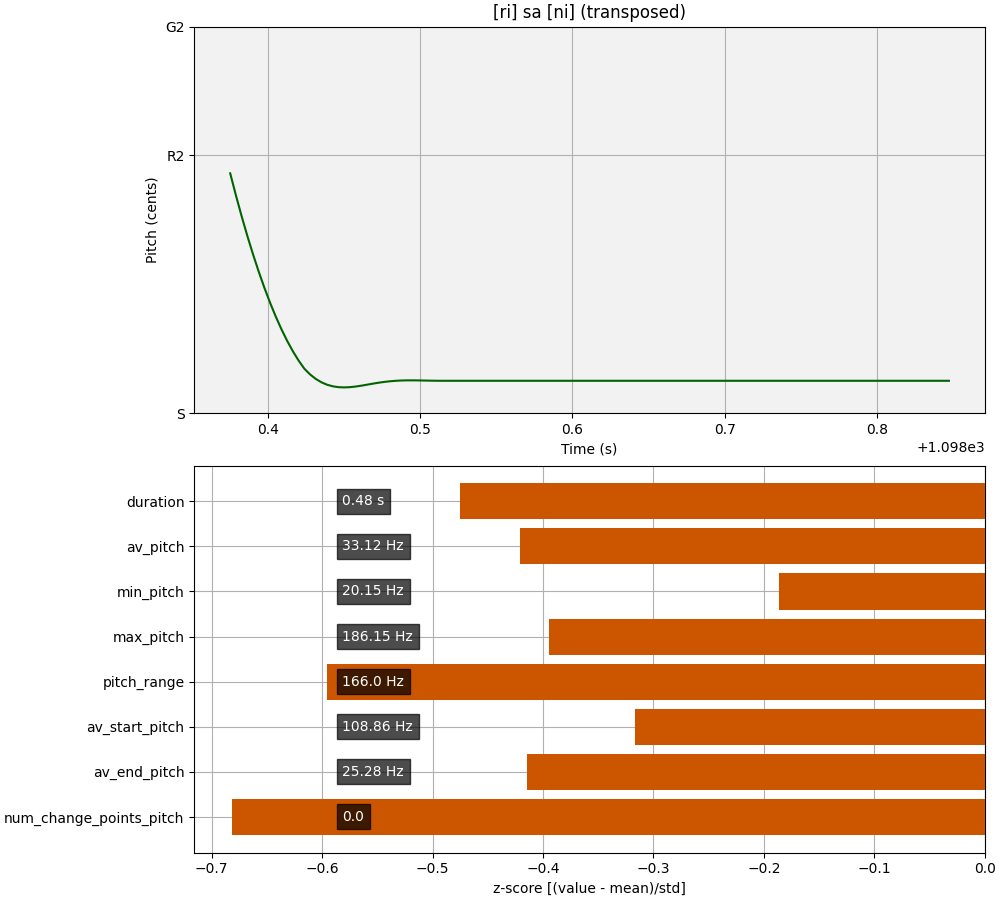 [ri] sa [ni] (transposed)
G2
R2
S
Pitch (cents)
0.4 0.5 0.6 0.7 0.8
Time (s)
+1.098e3
duration 0.48 s
av_pitch 33.12 Hz
min_pitch 20.15 Hz
max_pitch 186.15 Hz
pitch_range 166.0 Hz
av_start_pitch 108.86 Hz
av_end_pitch 25.28 Hz
num_change_points_pitch 0.0
−0.7 −0.6 −0.5 −0.4 −0.3 −0.2 −0.1 0.0
z-score [(value - mean)/std]